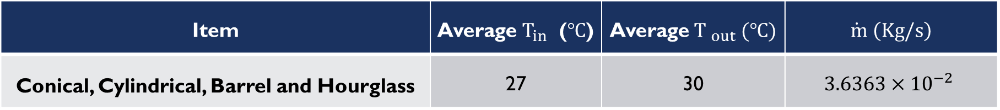 Item Average Tin (°C) Average T out (°C) ṁ (Kg/s)
Conical, Cylindrical, Barrel and Hourglass 27 30 3.6363 × 10⁻²